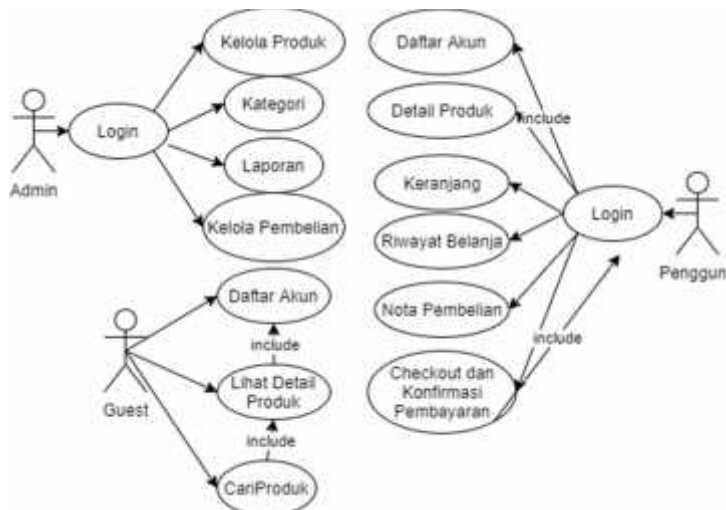 Kelola Produk
Kategori
Login
Laporan
Admin
Kelola Pembelian
Daftar Akun
Detail Produk
include
Keranjang
Login
Riwayat Belanja
Penggun
Nota Pembelian
include
Checkout dan
Konfirmasi
Pembayaran
Daftar Akun
include
Lihat Detail
Produk
Guest
include
CariProduk